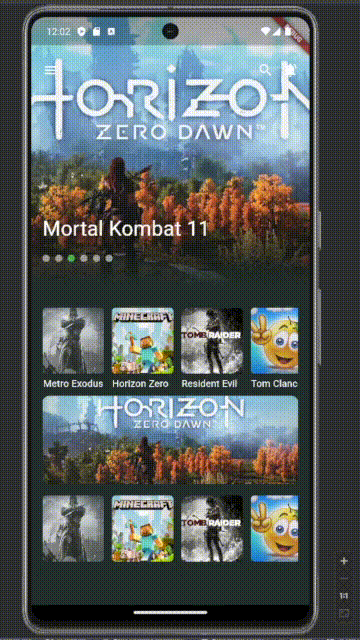 12:02
HORIZON
ZERO DAWN™
Mortal Kombat 11
MINECRAFT
TOMB RAIDER
Metro Exodus
Horizon Zero
Resident Evil
Tom Clanc
HORIZON
ZERO DAWN
MINECRAFT
TOMB RAIDER
1:1